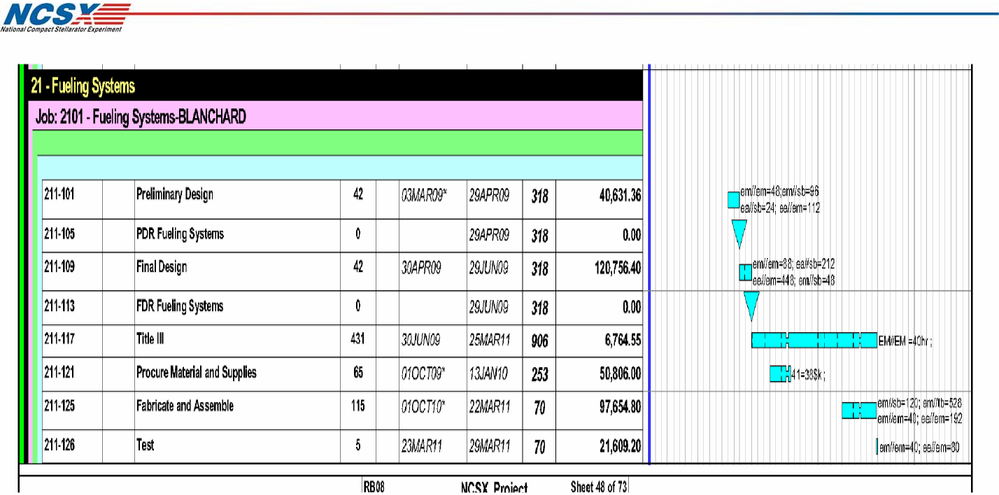 NCSX
National Compact Stellarator Experiment
21 - Fueling Systems
Job: 2101 - Fueling Systems-BLANCHARD
211-101 Preliminary Design 42 03MAR09* 29APR09 318 40,631.36 em//em=48;em//sb=96
ea//sb=24; ee//em=112
211-105 PDR Fueling Systems 0 29APR09 318 0.00
211-109 Final Design 42 30APR09 29JUN09 318 120,756.40 em//em=88; ea//sb=212
ee//em=448; em//sb=48
211-113 FDR Fueling Systems 0 29JUN09 318 0.00
211-117 Title III 431 30JUN09 25MAR11 906 6,764.55 EM//EM =40hr ;
211-121 Procure Material and Supplies 65 01OCT09* 13JAN10 253 50,806.00 41=38$k ;
211-125 Fabricate and Assemble 115 01OCT10* 22MAR11 70 97,654.80 em//sb=120; em//tb=528
em//em=40; ee//em=192
211-126 Test 5 23MAR11 29MAR11 70 21,609.20 em//em=40; ee//em=80
RB08 NCSX Project Sheet 48 of 73